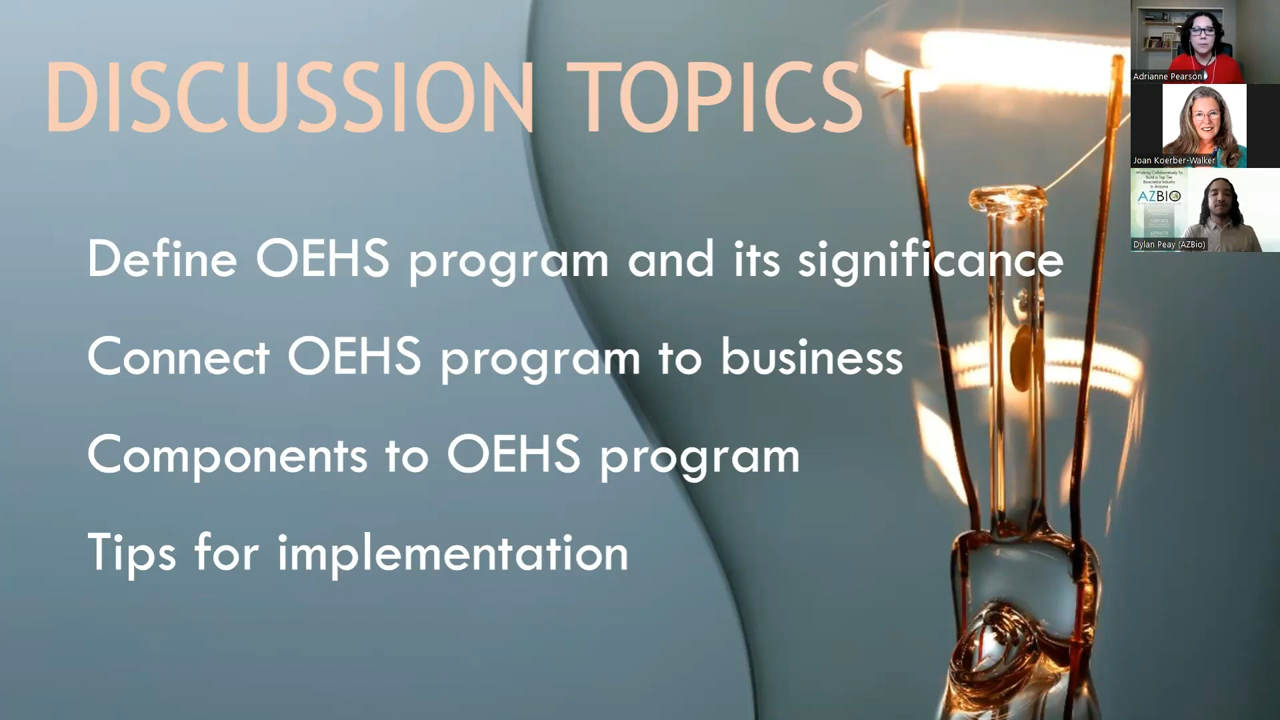 DISCUSSION TOPICS
Define OEHS program and its significance
Connect OEHS program to business
Components to OEHS program
Tips for implementation
Adrianne Pearson
Joan Koerber-Walker
AZBIO
Dylan Peay (AZBio)